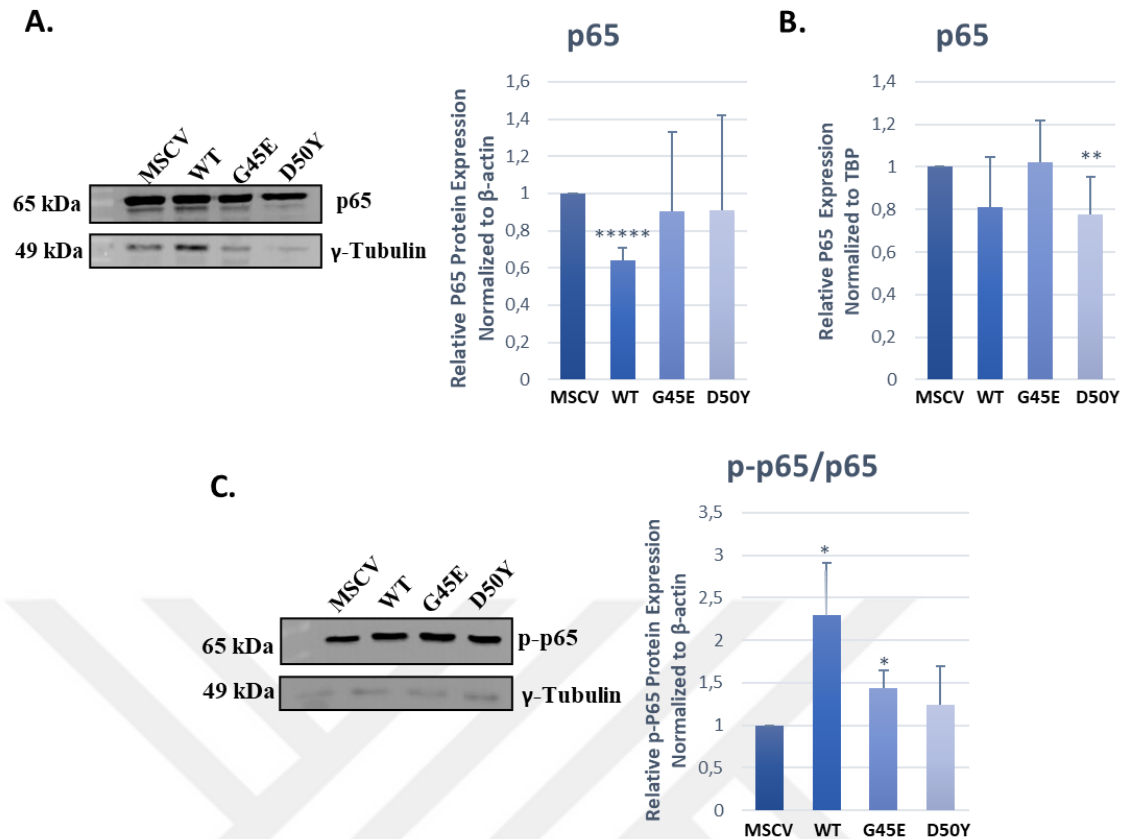 A.
MSCV WT G45E D50Y
65 kDa p65
49 kDa γ-Tubulin
p65
Relative P65 Protein Expression
Normalized to β-actin
1,6
1,4
1,2
1
0,8
0,6
0,4
0,2
0
*****
MSCV WT G45E D50Y
B.
p65
Relative P65 Expression
Normalized to TBP
1,4
1,2
1
0,8
0,6
0,4
0,2
0
**
MSCV WT G45E D50Y
C.
MSCV WT G45E D50Y
65 kDa p-p65
49 kDa γ-Tubulin
p-p65/p65
Relative p-P65 Protein Expression
Normalized to β-actin
3,5
3
2,5
2
1,5
1
0,5
0
*
*
MSCV WT G45E D50Y